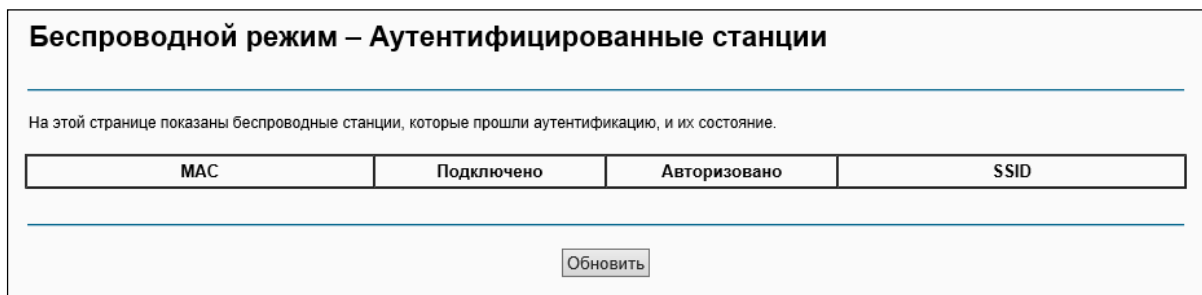 Беспроводной режим – Аутентифицированные станции
На этой странице показаны беспроводные станции, которые прошли аутентификацию, и их состояние.
MAC Подключено Авторизовано SSID
Обновить